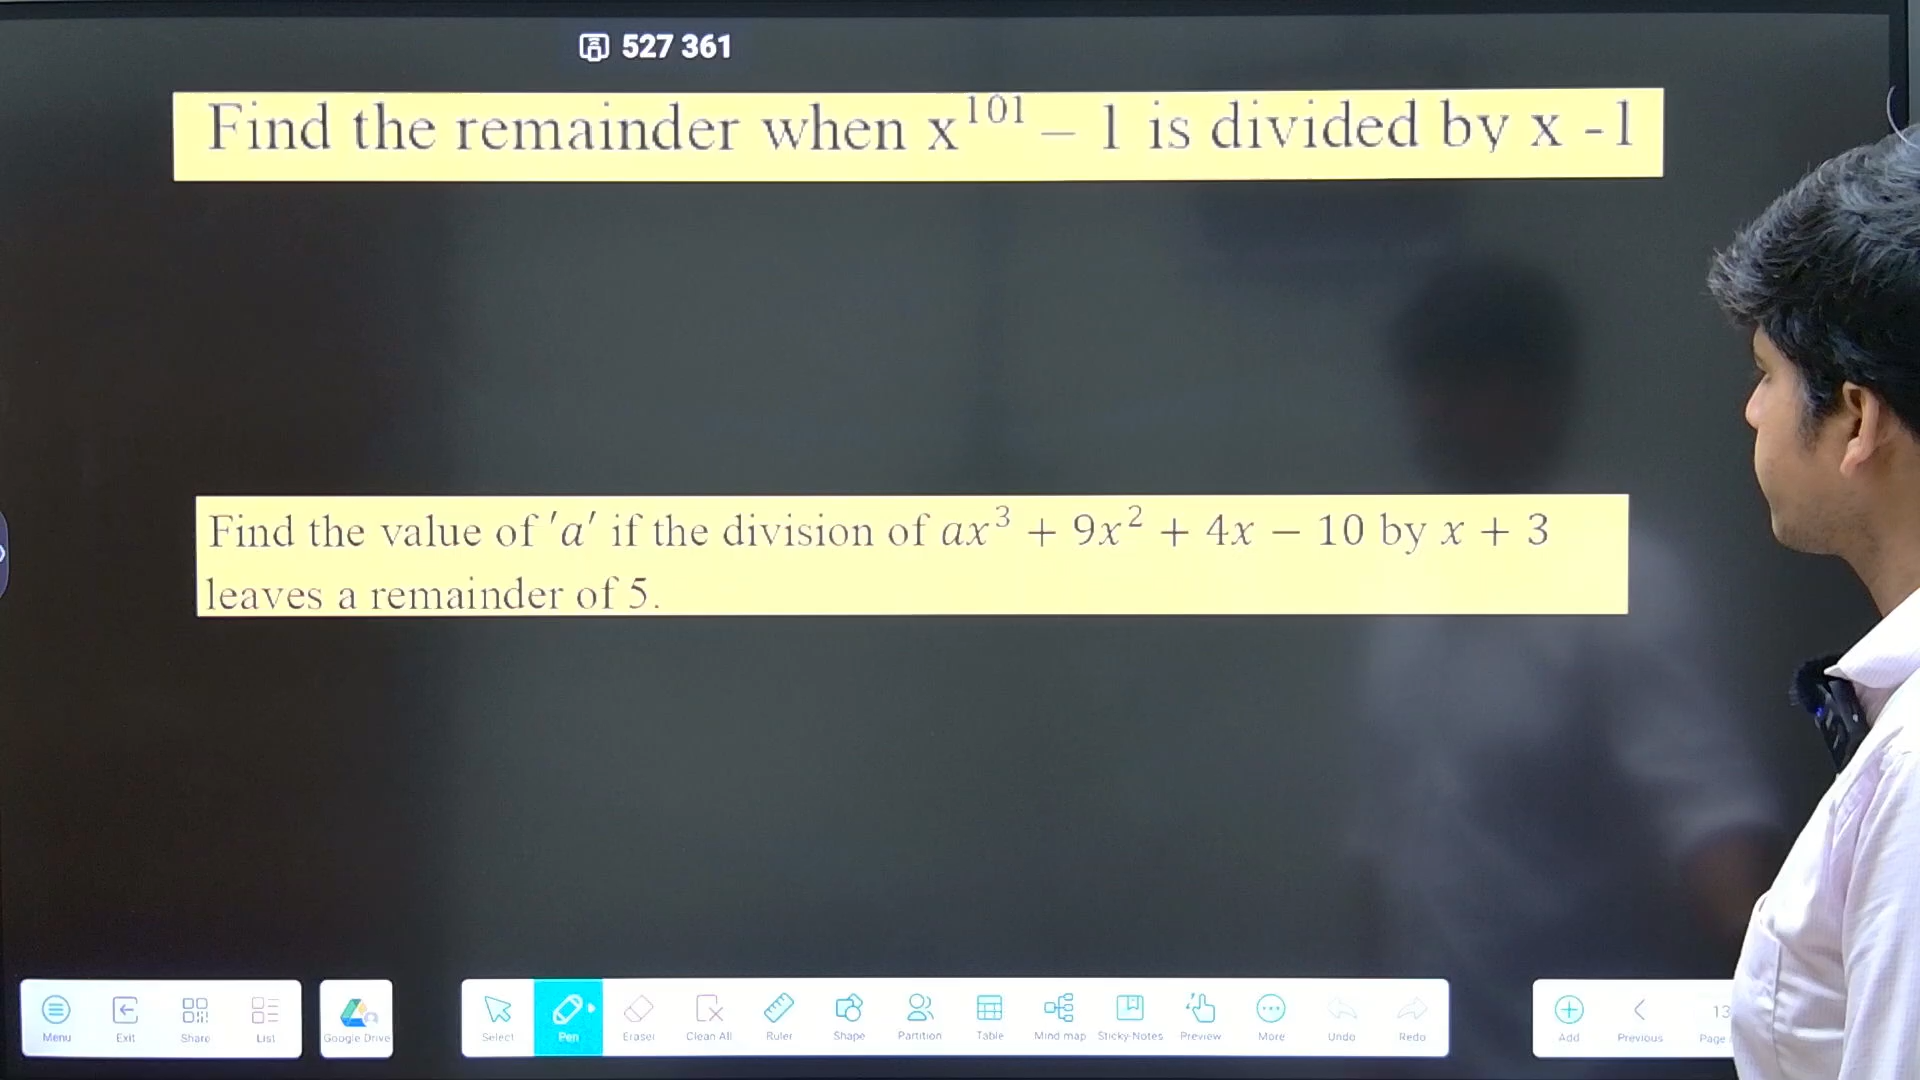 527 361
Find the remainder when x¹⁰¹ – 1 is divided by x -1
Find the value of 'a' if the division of ax³ + 9x² + 4x − 10 by x + 3
leaves a remainder of 5.
Menu Exit Share List Google Drive Select Pen Eraser Clean All Ruler Shape Partition Table Mind map Sticky-Notes Preview More Undo Redo Add Previous 13 Page